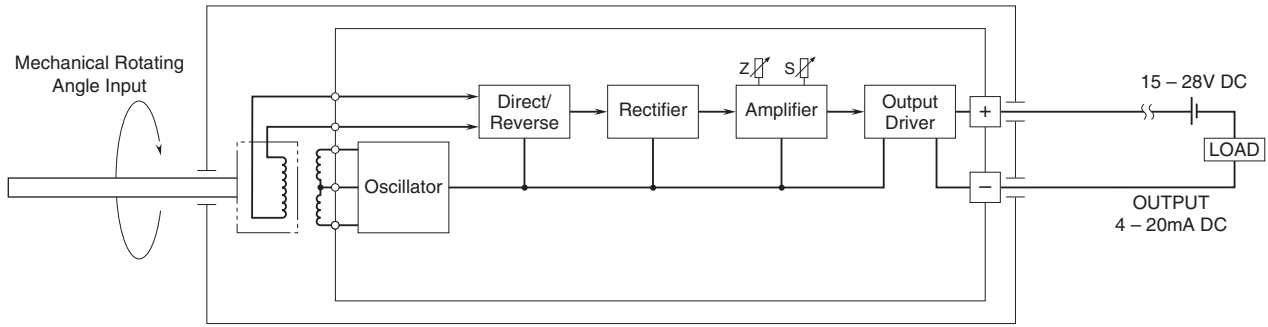 Mechanical Rotating
Angle Input
Z
S
Direct/
Reverse
Rectifier
Amplifier
Output
Driver
+
15 – 28V DC
LOAD
Oscillator
–
OUTPUT
4 – 20mA DC